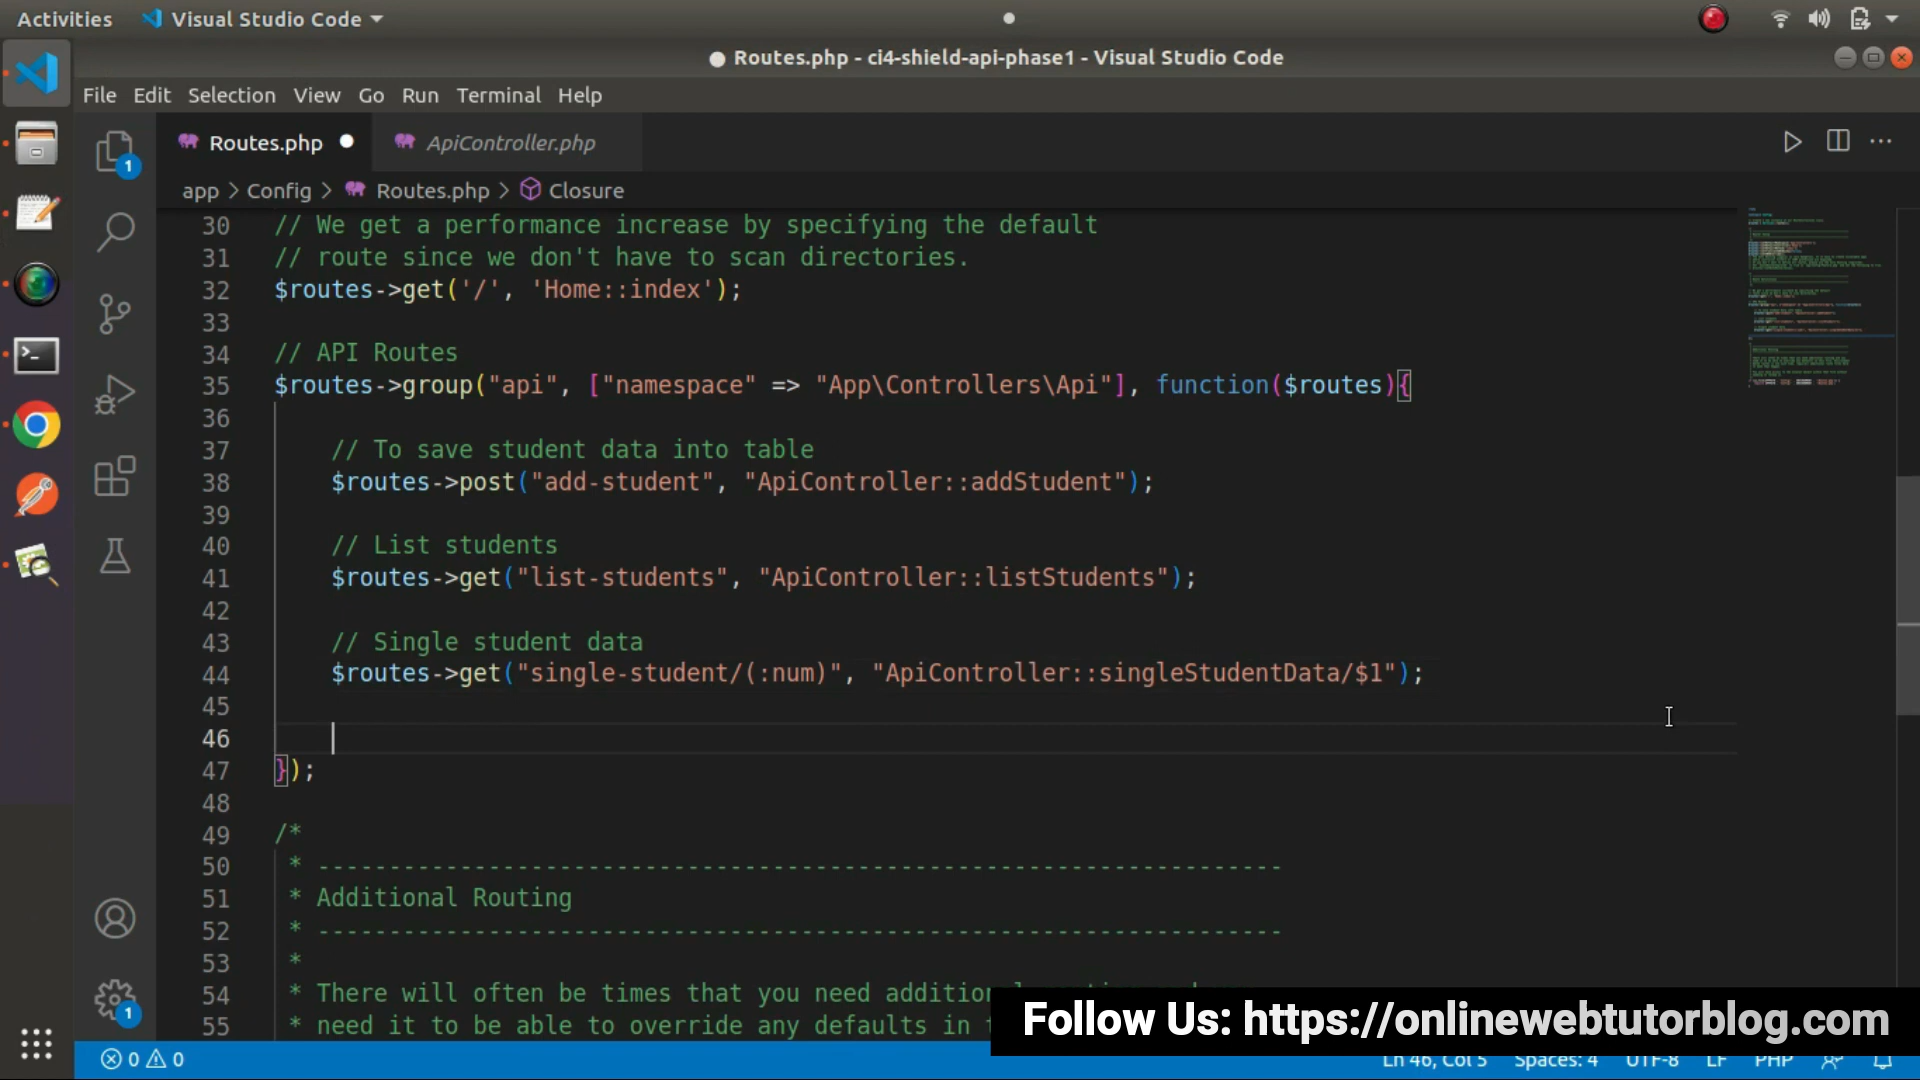 Activities
Visual Studio Code
Routes.php - ci4-shield-api-phase1 - Visual Studio Code
File Edit Selection View Go Run Terminal Help
1
Routes.php
ApiController.php
app > Config > Routes.php > Closure
30 // We get a performance increase by specifying the default
31 // route since we don't have to scan directories.
32 $routes->get('/', 'Home::index');
33
34 // API Routes
35 $routes->group("api", ["namespace" => "App\Controllers\Api"], function($routes){
36
37 // To save student data into table
38 $routes->post("add-student", "ApiController::addStudent");
39
40 // List students
41 $routes->get("list-students", "ApiController::listStudents");
42
43 // Single student data
44 $routes->get("single-student/(:num)", "ApiController::singleStudentData/$1");
45
46
47 });
48
49 /*
50 * --------------------------------------------------------------------
51 * Additional Routing
52 * --------------------------------------------------------------------
53 *
54 * There will often be times that you need
55 * need it to be able to override any defaults in
1
Follow Us: https://onlinewebtutorblog.com
0 0
Ln 46, Col 5 Spaces: 4 UTF-8 LF PHP